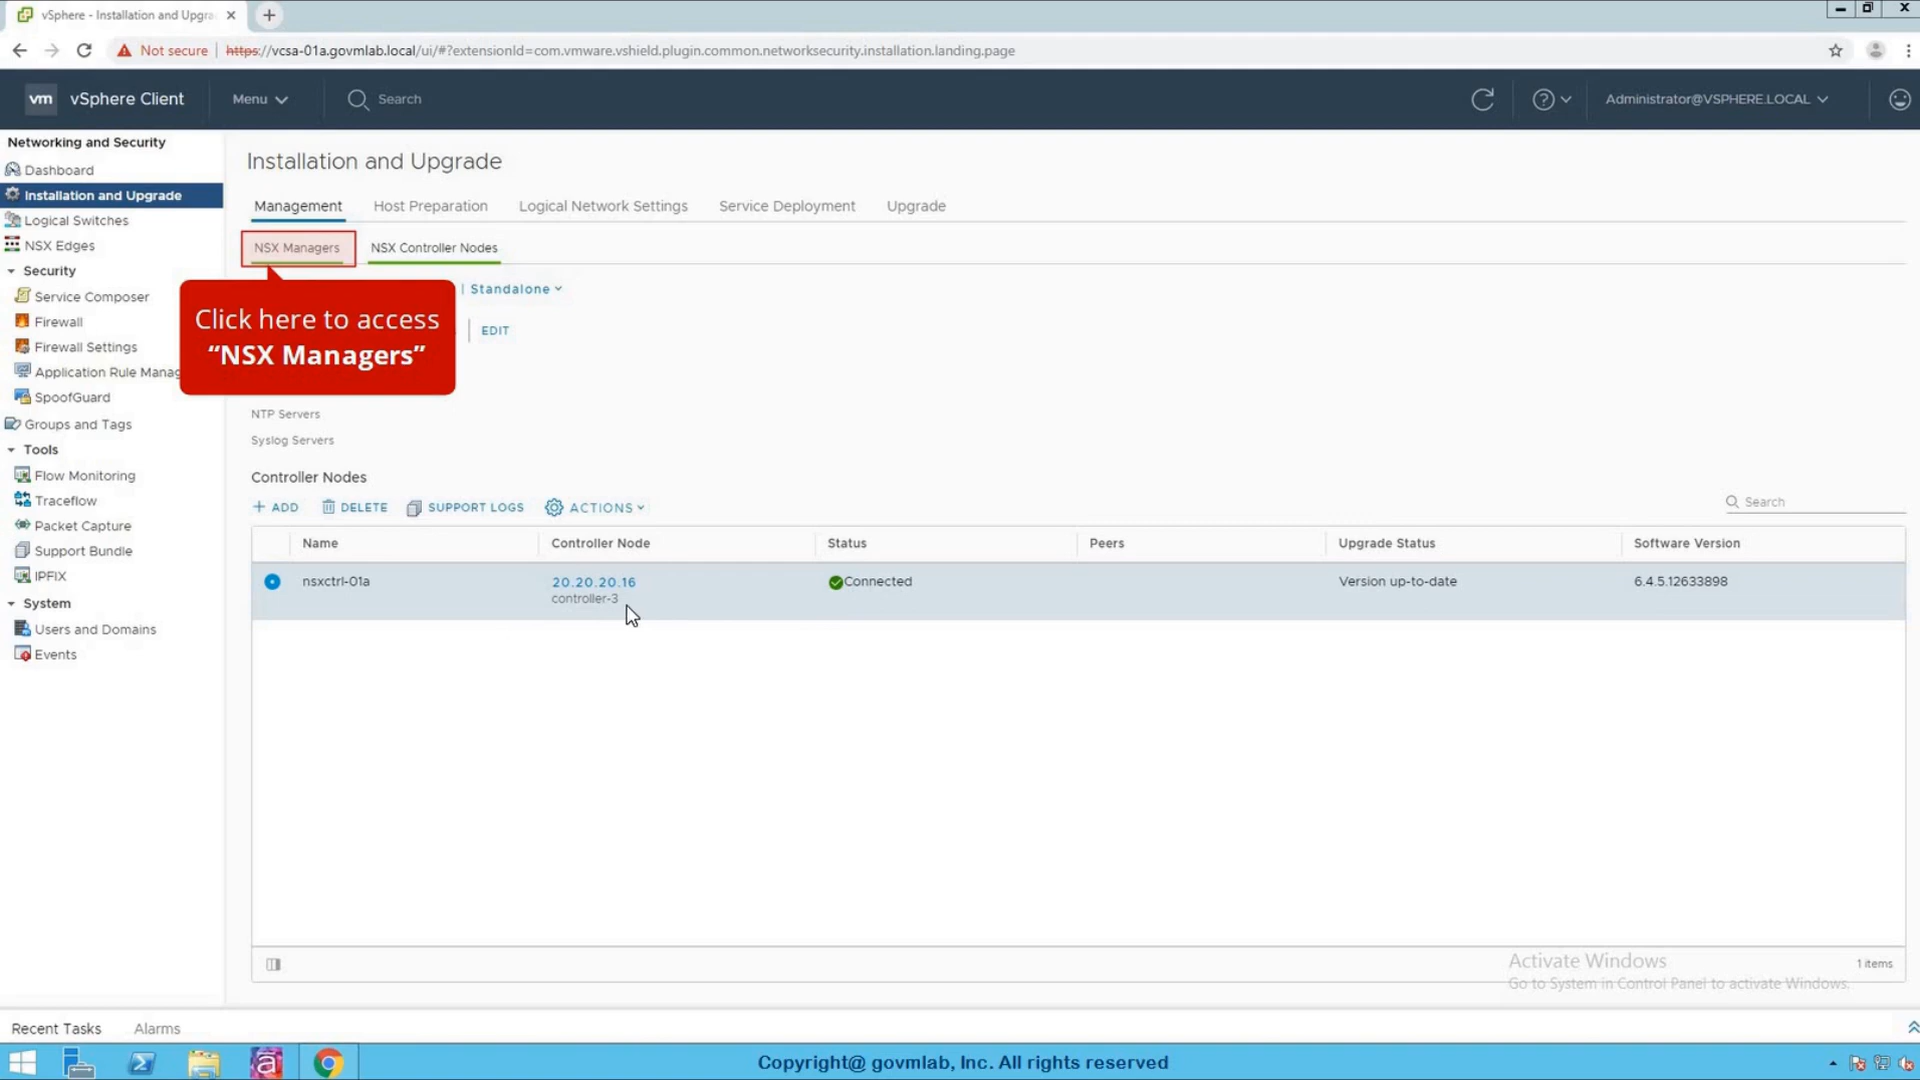 vSphere - Installation and Upgra
Not secure
https://vcsa-01a.govmlab.local/ui/#?extensionId=com.vmware.vshield.plugin.common.networksecurity.installation.landing.page
vm vSphere Client
Menu
Search
Administrator@VSPHERE.LOCAL
Networking and Security
Dashboard
Installation and Upgrade
Logical Switches
NSX Edges
Security
Service Composer
Firewall
Firewall Settings
Application Rule Manag
SpoofGuard
Groups and Tags
Tools
Flow Monitoring
Traceflow
Packet Capture
Support Bundle
IPFIX
System
Users and Domains
Events
Installation and Upgrade
Management Host Preparation Logical Network Settings Service Deployment Upgrade
NSX Managers NSX Controller Nodes
Click here to access
“NSX Managers”
Standalone
EDIT
NTP Servers
Syslog Servers
Controller Nodes
+ ADD DELETE SUPPORT LOGS ACTIONS
Search
Name Controller Node Status Peers Upgrade Status Software Version
nsxctrl-01a 20.20.20.16 Connected Version up-to-date 6.4.5.12633898
controller-3
1 items
Activate Windows
Go to System in Control Panel to activate Windows.
Recent Tasks Alarms
Copyright@ govmlab, Inc. All rights reserved